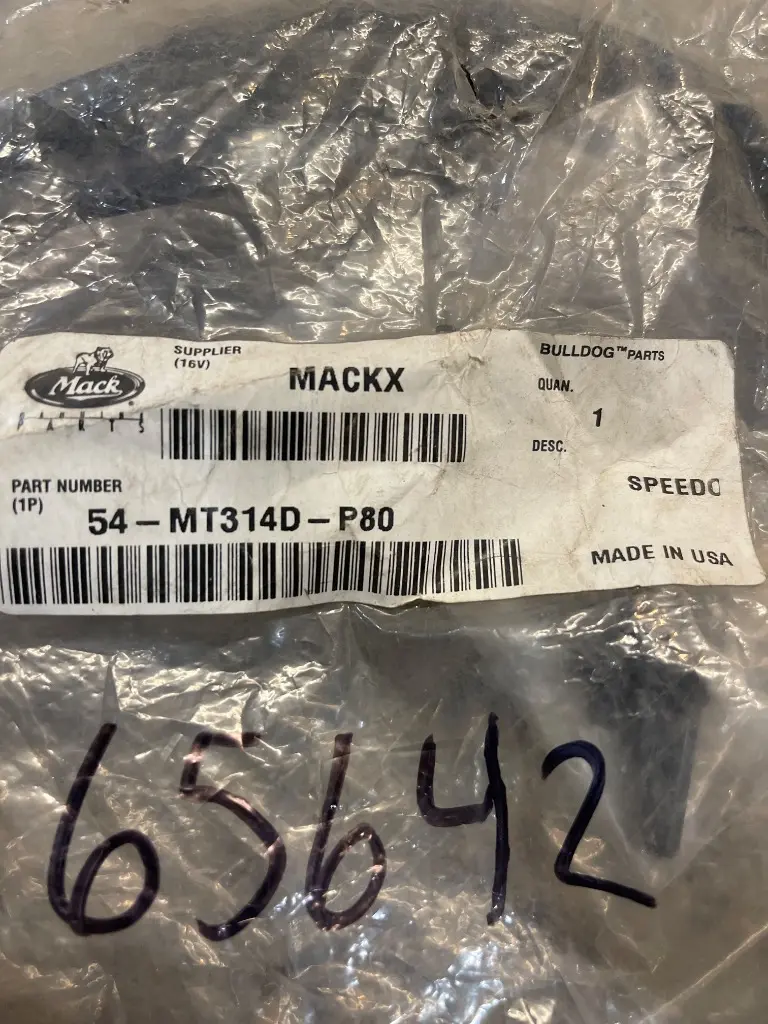 SUPPLIER
(16V)
MACKX
BULLDOG™PARTS
Mack®
PARTS
QUAN.
1
DESC.
PART NUMBER
(1P)
54-MT314D-P80
SPEEDO
MADE IN USA
65642